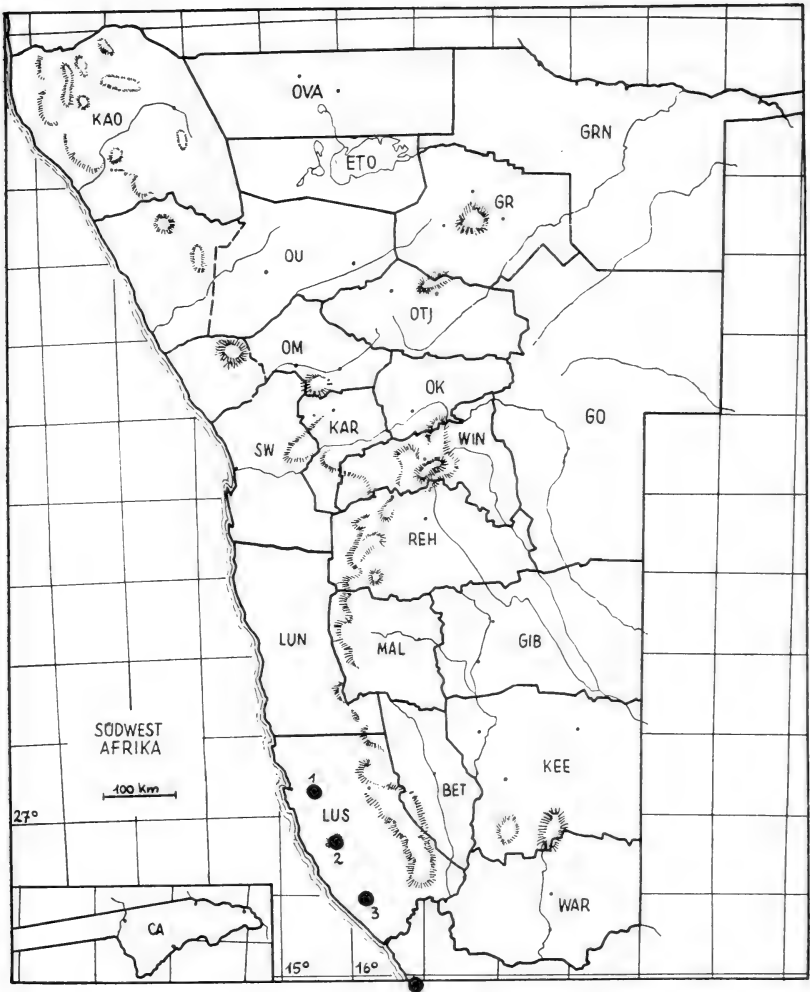 KAO
OVA
GRN
ETO
GR
OU
OTJ
OM
OK
GO
KAR
WIN
SW
REH
LUN
MAL
GIB
SÜDWEST
AFRIKA
100 Km
KEE
BET
1
LUS
27°
2
3
WAR
CA
15°
16°